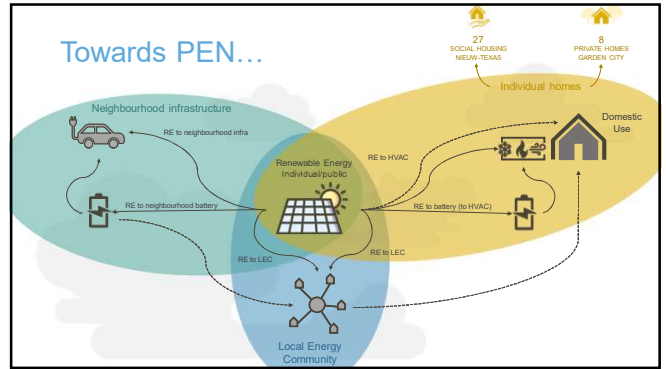 Towards PEN...
27
SOCIAL HOUSING
NIEUW-TEXAS
8
PRIVATE HOMES
GARDEN CITY
Individual homes
Neighbourhood infrastructure
Domestic
Use
RE to neighbourhood infra
Renewable Energy
Individual/public
RE to HVAC
RE to neighbourhood battery
RE to battery (to HVAC)
RE to LEC
RE to LEC
Local Energy
Community